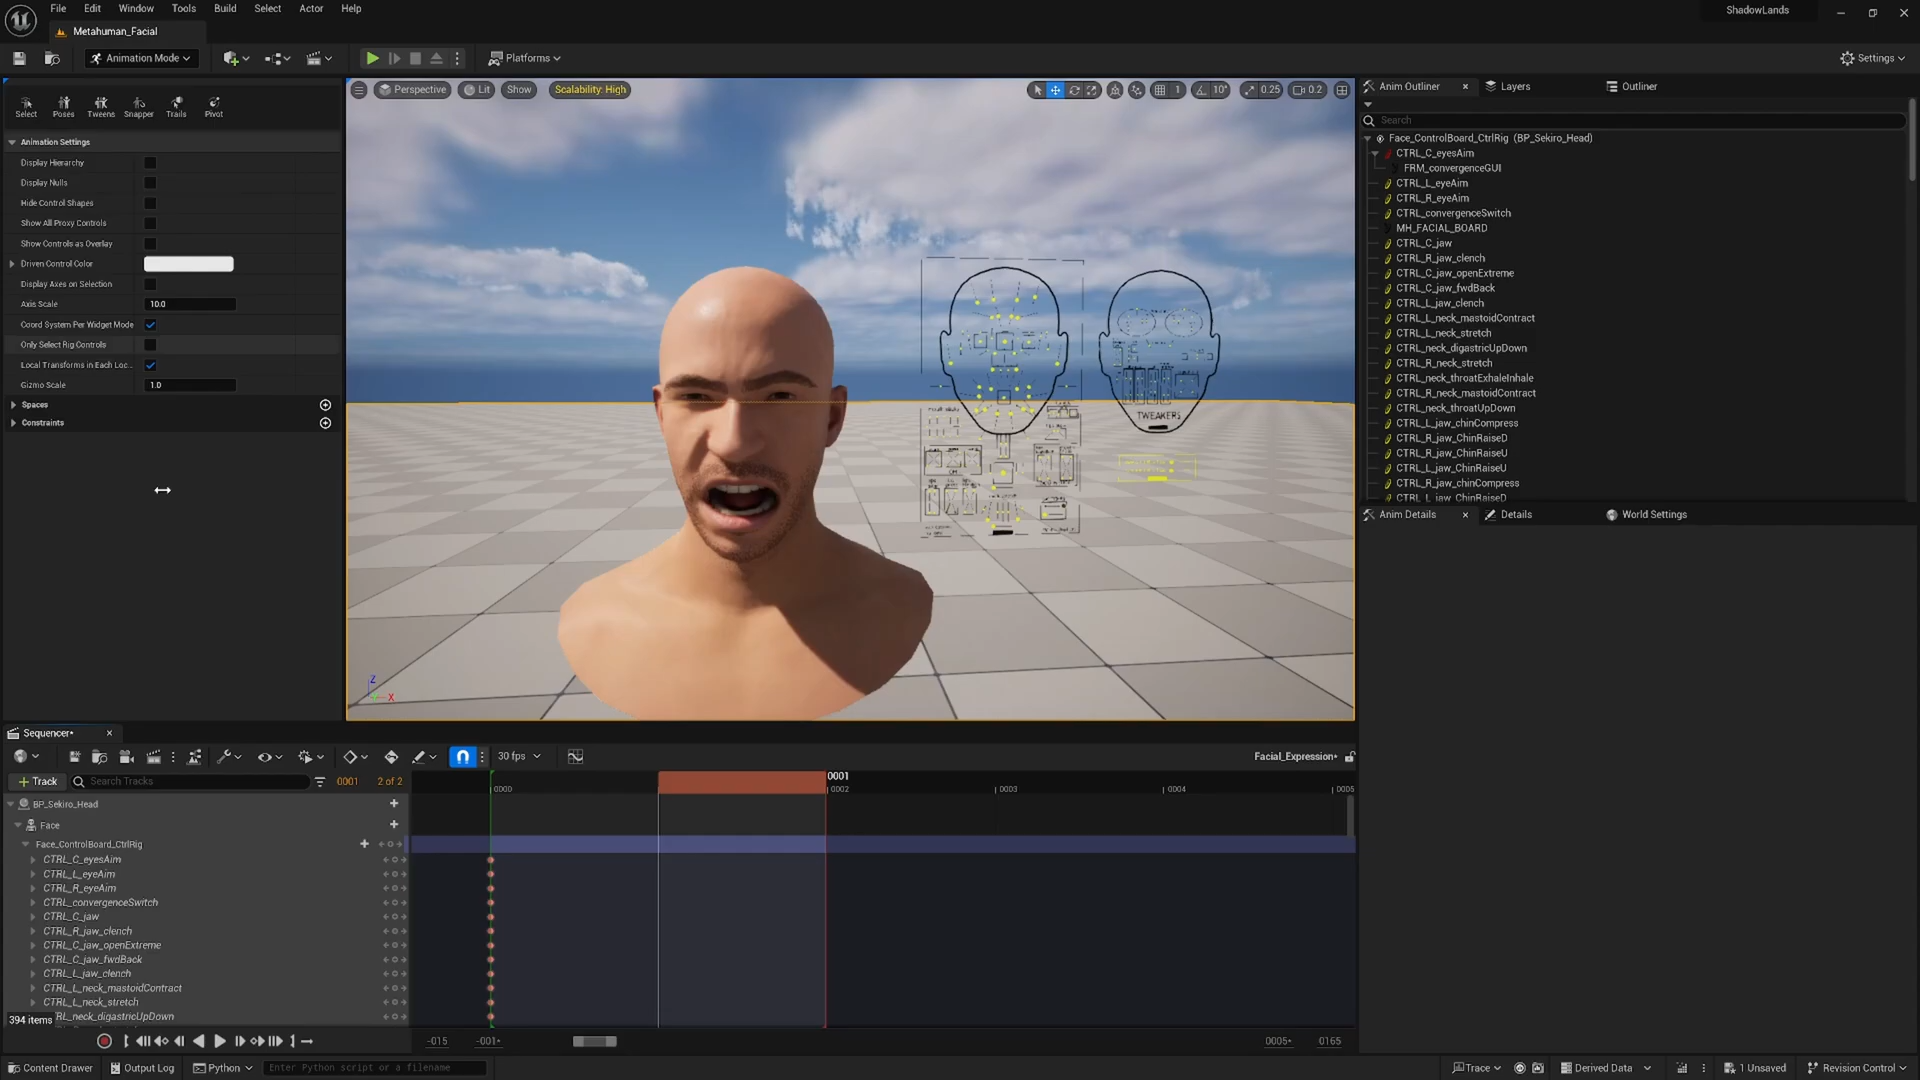 File Edit Window Tools Build Select Actor Help
ShadowLands
Metahuman_Facial
Animation Mode
Platforms
Settings
Select Poses Tweens Snapper Trails Pivot
Animation Settings
Display Hierarchy
Display Nulls
Hide Control Shapes
Show All Proxy Controls
Show Controls as Overlay
Driven Control Color
Display Axes on Selection
Axis Scale 10.0
Coord System Per Widget Mode
Only Select Rig Controls
Local Transforms in Each Loc...
Gizmo Scale 1.0
Spaces
Constraints
Perspective Lit Show Scalability: High
1 10° 0.25 0.2
TWEAKERS
Z
X
Anim Outliner Layers Outliner
Search
Face_ControlBoard_CtrlRig (BP_Sekiro_Head)
CTRL_C_eyesAim
FRM_convergenceGUI
CTRL_L_eyeAim
CTRL_R_eyeAim
CTRL_convergenceSwitch
MH_FACIAL_BOARD
CTRL_C_jaw
CTRL_R_jaw_clench
CTRL_C_jaw_openExtreme
CTRL_C_jaw_fwdBack
CTRL_L_jaw_clench
CTRL_L_neck_mastoidContract
CTRL_L_neck_stretch
CTRL_neck_digastricUpDown
CTRL_R_neck_stretch
CTRL_neck_throatExhaleInhale
CTRL_R_neck_mastoidContract
CTRL_neck_throatUpDown
CTRL_L_jaw_chinCompress
CTRL_R_jaw_ChinRaiseD
CTRL_R_jaw_ChinRaiseU
CTRL_L_jaw_ChinRaiseU
CTRL_R_jaw_chinCompress
CTRL_L_jaw_ChinRaiseD
Anim Details Details World Settings
Sequencer*
30 fps
Facial_Expression*
Track Search Tracks 0001 2 of 2
0001
0000 0002 0003 0004 0005
BP_Sekiro_Head
Face
Face_ControlBoard_CtrlRig
CTRL_C_eyesAim
CTRL_L_eyeAim
CTRL_R_eyeAim
CTRL_convergenceSwitch
CTRL_C_jaw
CTRL_R_jaw_clench
CTRL_C_jaw_openExtreme
CTRL_C_jaw_fwdBack
CTRL_L_jaw_clench
CTRL_L_neck_mastoidContract
CTRL_L_neck_stretch
RL_neck_digastricUpDown
394 items
-015 -001* 0005* 0165
Content Drawer Output Log Python Enter Python script or a filename
Trace Derived Data 1 Unsaved Revision Control